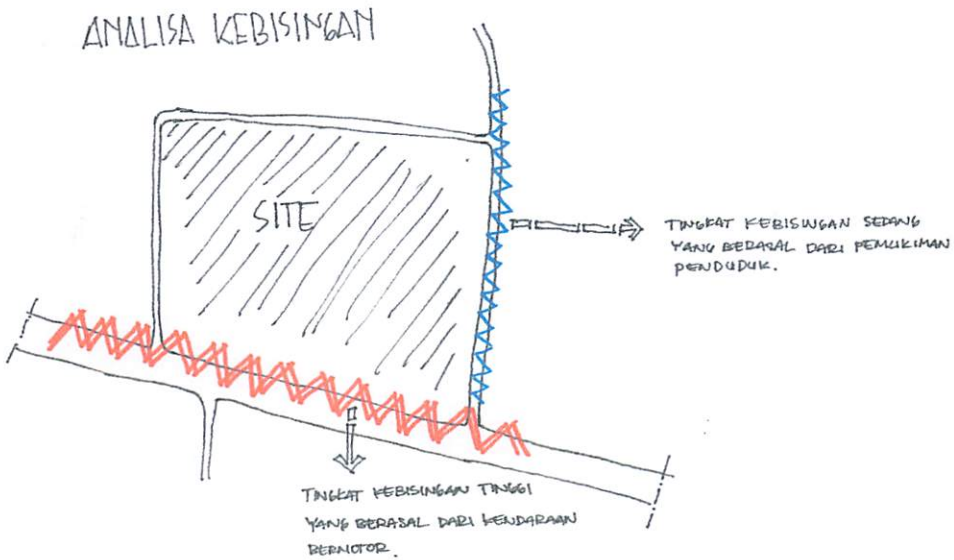 ANALISA KEBISINGAN
SITE
TINGKAT KEBISINGAN SEDANG
YANG BERASAL DARI PEMUKIMAN
PENDUDUK.
TINGKAT KEBISINGAN TINGGI
YANG BERASAL DARI KENDARAAN
BERMOTOR.